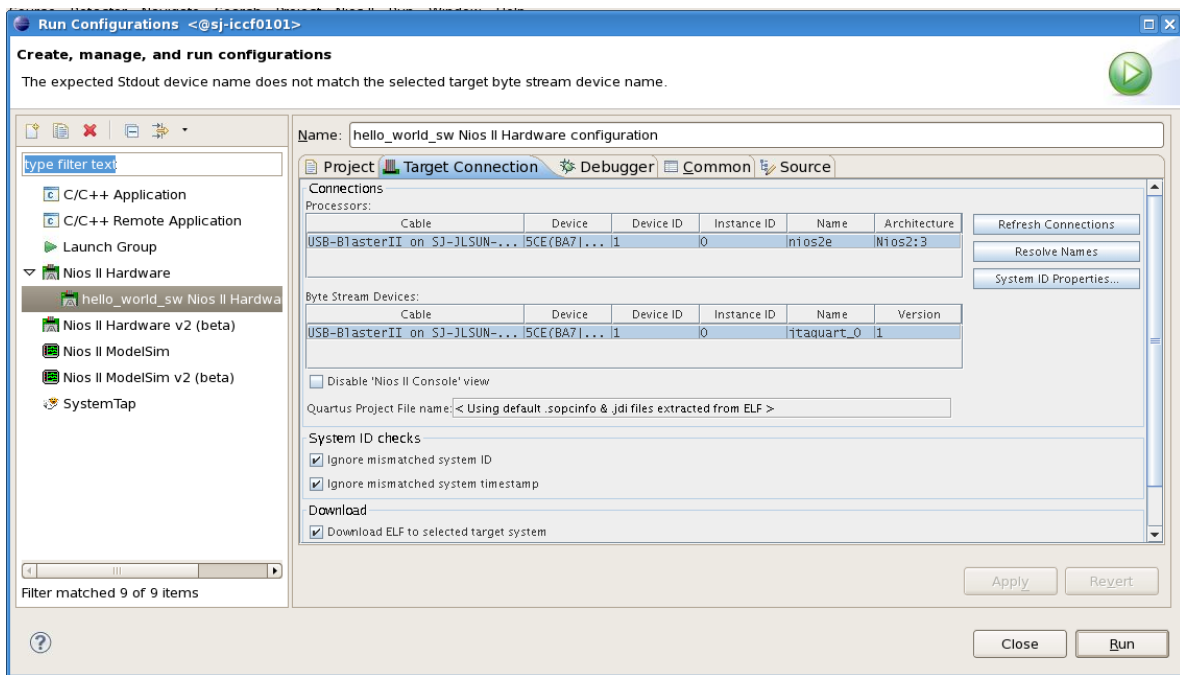 Run Configurations <@sj-iccf0101>
Create, manage, and run configurations
The expected Stdout device name does not match the selected target byte stream device name.
type filter text
C/C++ Application
C/C++ Remote Application
Launch Group
Nios II Hardware
hello_world_sw Nios II Hardwa
Nios II Hardware v2 (beta)
Nios II ModelSim
Nios II ModelSim v2 (beta)
SystemTap
Filter matched 9 of 9 items
Name: hello_world_sw Nios II Hardware configuration
Project Target Connection Debugger Common Source
Connections
Processors:
Cable Device Device ID Instance ID Name Architecture
USB-BlasterII on SJ-JLSUN-... 5CE(BA7|... 1 0 nios2e Nios2:3
Refresh Connections
Resolve Names
System ID Properties...
Byte Stream Devices:
Cable Device Device ID Instance ID Name Version
USB-BlasterII on SJ-JLSUN-... 5CE(BA7|... 1 0 jtaguart_0 1
Disable 'Nios II Console' view
Quartus Project File name: < Using default .sopcinfo & .jdi files extracted from ELF >
System ID checks
Ignore mismatched system ID
Ignore mismatched system timestamp
Download
Download ELF to selected target system
Apply Revert
Close Run